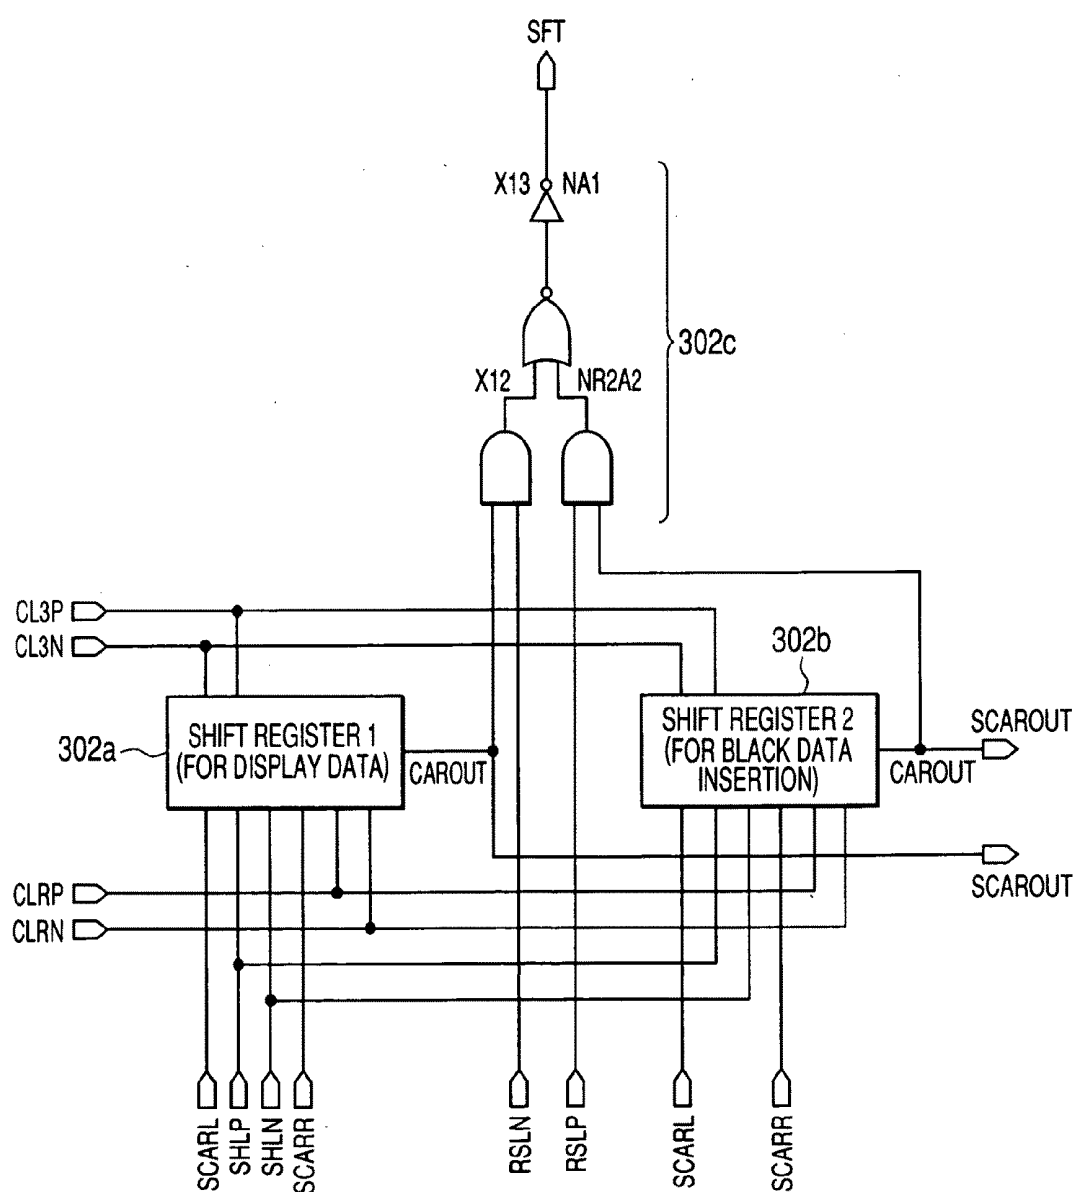 SFT
X13 NA1
302c
X12 NR2A2
CL3P
CL3N
302b
302a
SHIFT REGISTER 1
(FOR DISPLAY DATA)
CAROUT
SHIFT REGISTER 2
(FOR BLACK DATA
INSERTION)
CAROUT
SCAROUT
SCAROUT
CLRP
CLRN
SCARL
SHLP
SHLN
SCARR
RSLN
RSLP
SCARL
SCARR